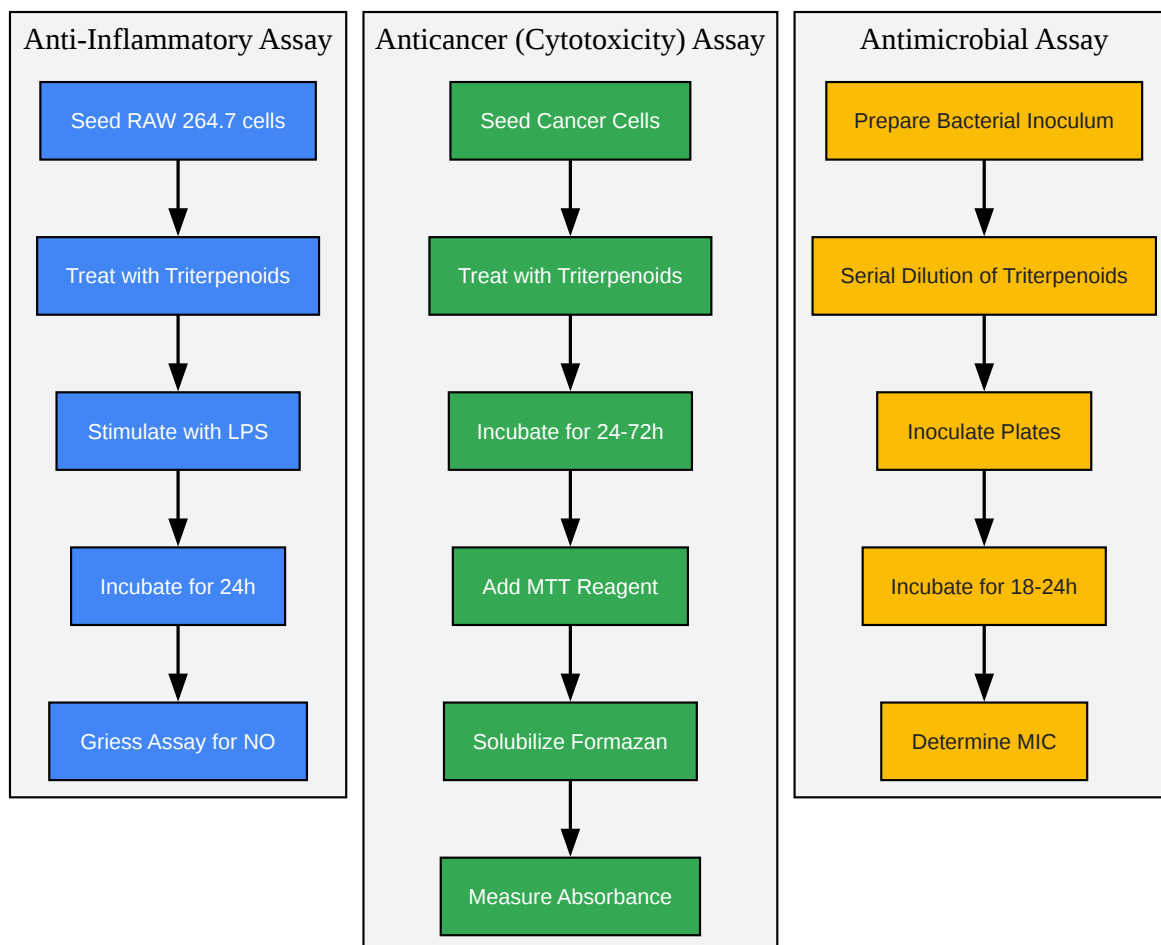 Anti-Inflammatory Assay
Seed RAW 264.7 cells
Treat with Triterpenoids
Stimulate with LPS
Incubate for 24h
Griess Assay for NO
Anticancer (Cytotoxicity) Assay
Seed Cancer Cells
Treat with Triterpenoids
Incubate for 24-72h
Add MTT Reagent
Solubilize Formazan
Measure Absorbance
Antimicrobial Assay
Prepare Bacterial Inoculum
Serial Dilution of Triterpenoids
Inoculate Plates
Incubate for 18-24h
Determine MIC